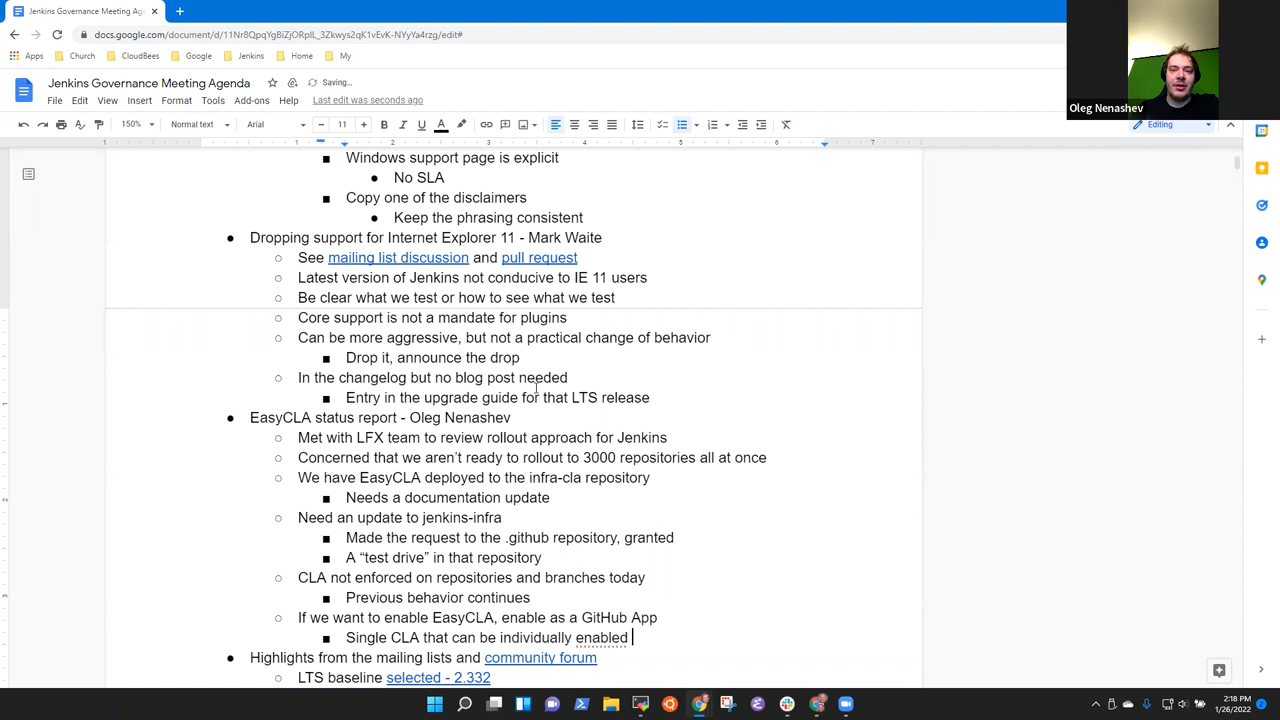 Jenkins Governance Meeting Ag
docs.google.com/document/d/11Nr8QpqYgBiZjORpIL_3Zkwys2qK1vEvK-NYyYa4rzg/edit#
Apps Church CloudBees Google Jenkins Home My
Oleg Nenashev
Jenkins Governance Meeting Agenda Saving...
File Edit View Insert Format Tools Add-ons Help Last edit was seconds ago
150% Normal text Arial 11 B I U A Editing
1 1 2 3 4 5 6 7
■ Windows support page is explicit
● No SLA
■ Copy one of the disclaimers
● Keep the phrasing consistent
● Dropping support for Internet Explorer 11 - Mark Waite
○ See mailing list discussion and pull request
○ Latest version of Jenkins not conducive to IE 11 users
○ Be clear what we test or how to see what we test
○ Core support is not a mandate for plugins
○ Can be more aggressive, but not a practical change of behavior
■ Drop it, announce the drop
○ In the changelog but no blog post needed
■ Entry in the upgrade guide for that LTS release
● EasyCLA status report - Oleg Nenashev
○ Met with LFX team to review rollout approach for Jenkins
○ Concerned that we aren’t ready to rollout to 3000 repositories all at once
○ We have EasyCLA deployed to the infra-cla repository
■ Needs a documentation update
○ Need an update to jenkins-infra
■ Made the request to the .github repository, granted
■ A “test drive” in that repository
○ CLA not enforced on repositories and branches today
■ Previous behavior continues
○ If we want to enable EasyCLA, enable as a GitHub App
■ Single CLA that can be individually enabled
● Highlights from the mailing lists and community forum
○ LTS baseline selected - 2.332
2:18 PM
1/26/2022